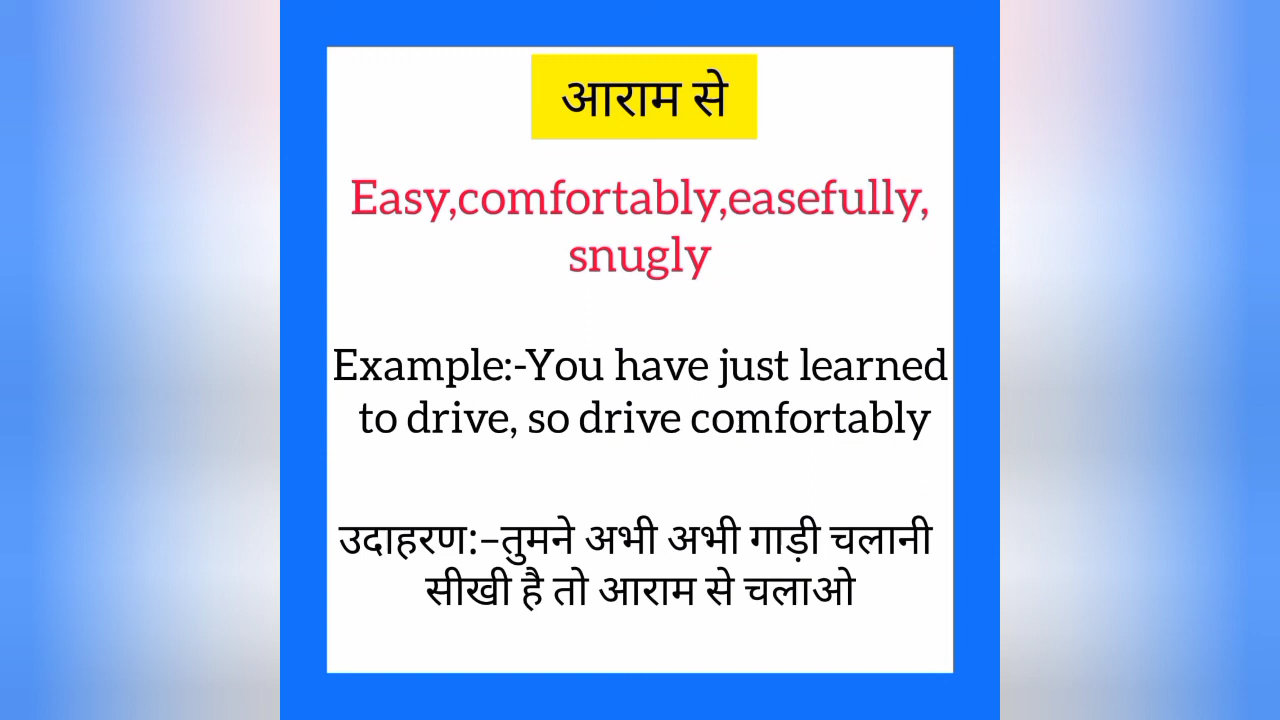 आराम से
Easy,comfortably,easefully,
snugly
Example:-You have just learned
to drive, so drive comfortably
उदाहरण:–तुमने अभी अभी गाड़ी चलानी
सीखी है तो आराम से चलाओ